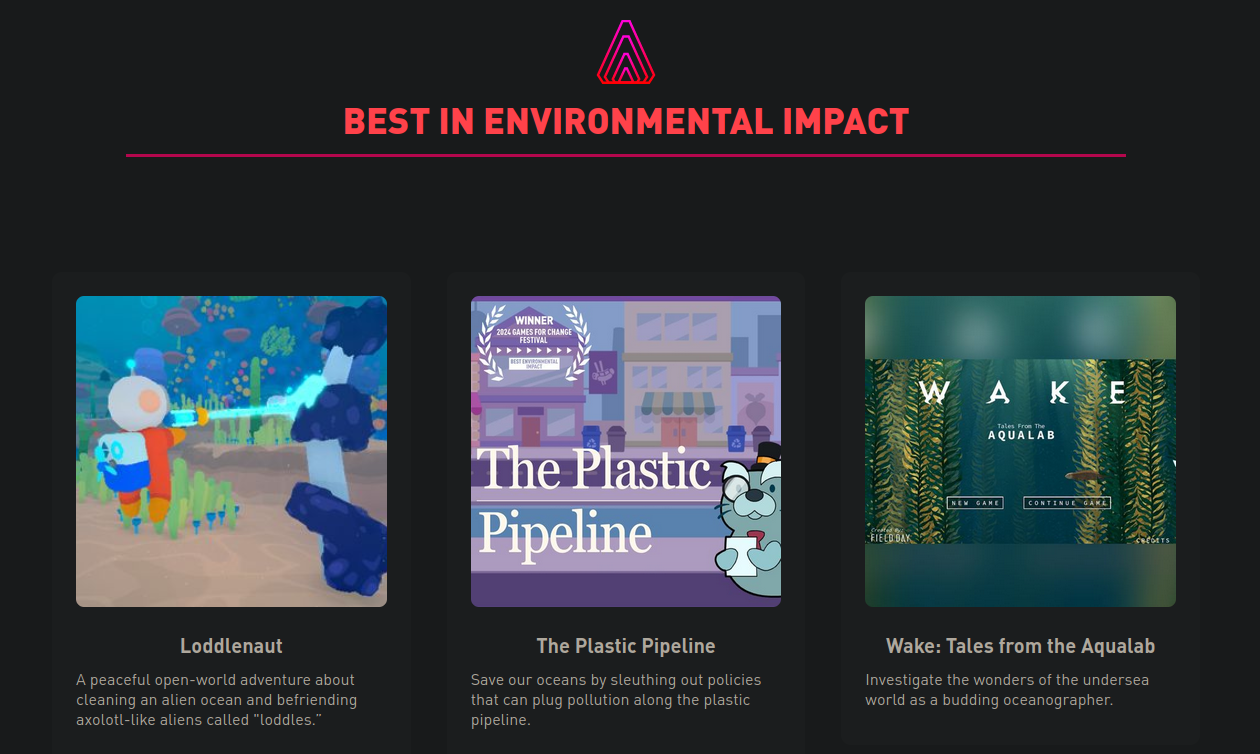 BEST IN ENVIRONMENTAL IMPACT
WINNER
2024 GAMES FOR CHANGE
FESTIVAL
BEST ENVIRONMENTAL
IMPACT
The Plastic
Pipeline
W A K E
Tales From The
AQUALAB
NEW GAME
CONTINUE GAME
Created By:
FIELD DAY
CREDITS
Loddlenaut
A peaceful open-world adventure about
cleaning an alien ocean and befriending
axolotl-like aliens called "loddles."
The Plastic Pipeline
Save our oceans by sleuthing out policies
that can plug pollution along the plastic
pipeline.
Wake: Tales from the Aqualab
Investigate the wonders of the undersea
world as a budding oceanographer.